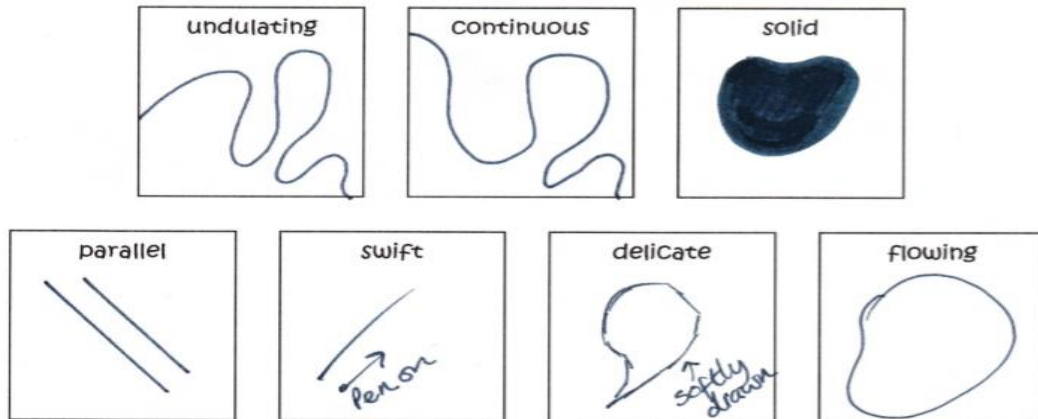 undulating
continuous
solid
parallel
swift
Pen on
delicate
softly
drawn
flowing